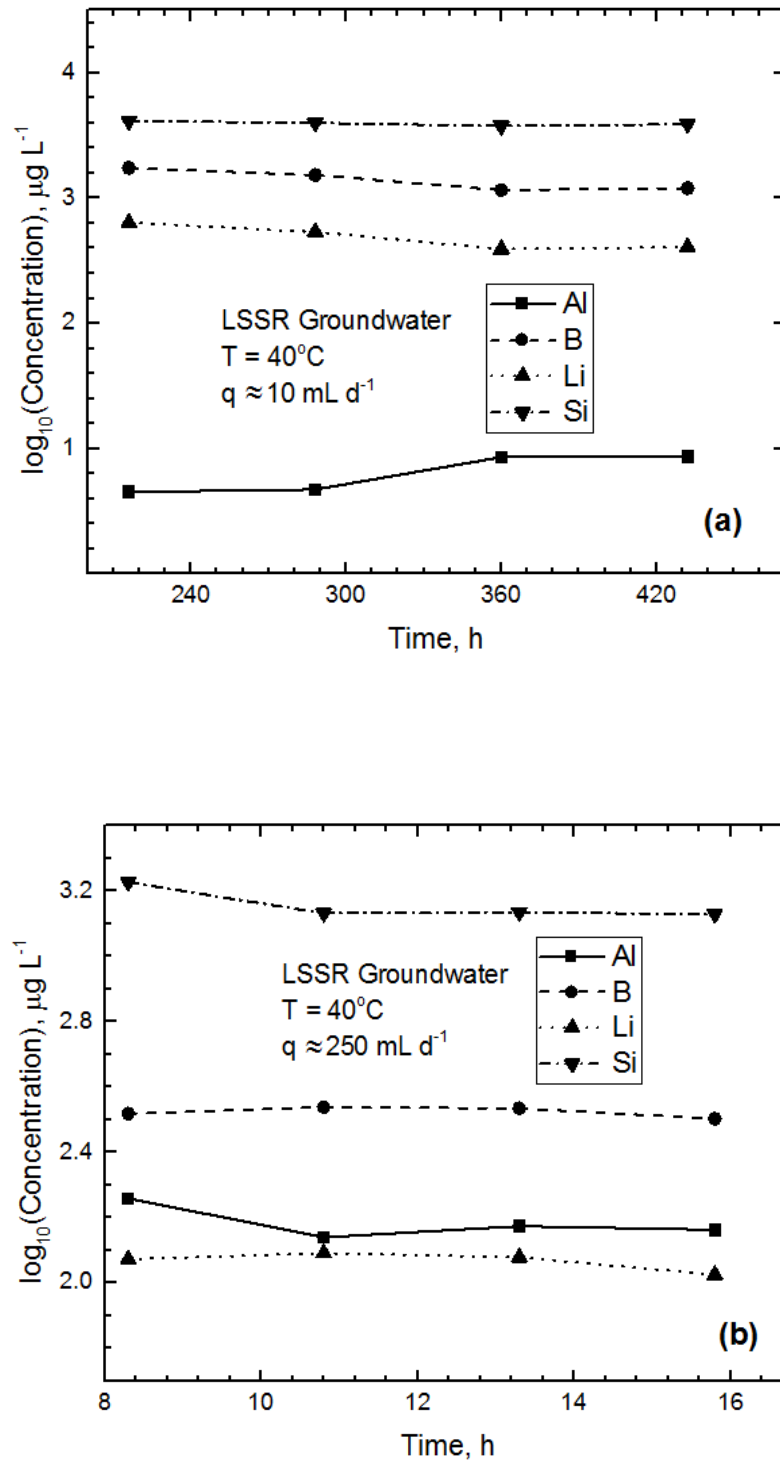 4
3
2
1
log₁₀(Concentration), μg L⁻¹
LSSR Groundwater
T = 40°C
q ≈ 10 mL d⁻¹
Al
B
Li
Si
(a)
240 300 360 420
Time, h
3.2
2.8
2.4
2.0
log₁₀(Concentration), μg L⁻¹
LSSR Groundwater
T = 40°C
q ≈ 250 mL d⁻¹
Al
B
Li
Si
(b)
8 10 12 14 16
Time, h